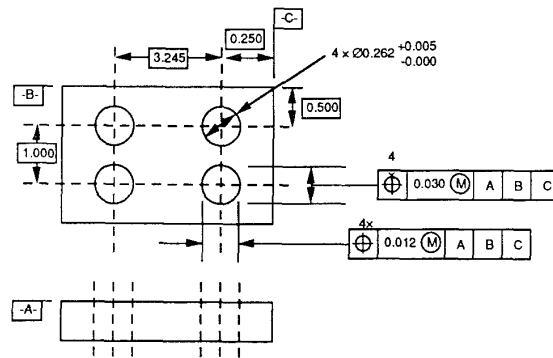 -C-
0.250
3.245
4 x Ø0.262 +0.005 -0.000
-B-
0.500
1.000
4
⌖ 0.030 Ⓜ A B C
4x
⌖ 0.012 Ⓜ A B C
-A-